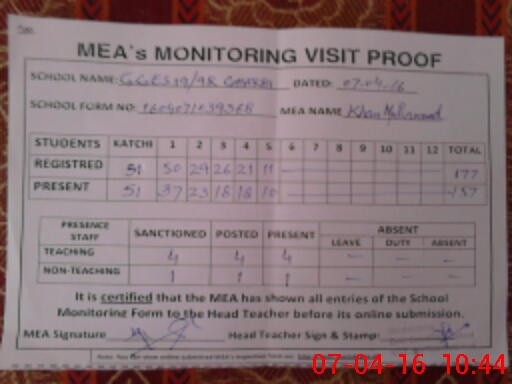 MEA's MONITORING VISIT PROOF
SCHOOL NAME: DATED: 07-04-16
SCHOOL FORM NO: MEA NAME Khan
STUDENTS KATCHI 1 2 3 4 5 6 7 8 9 10 11 12 TOTAL
REGISTRED 51 50 29 26 21 11 177
PRESENT 51 37 23 18 18 10 157
PRESENCE STAFF SANCTIONED POSTED PRESENT ABSENT
LEAVE DUTY ABSENT
TEACHING 4 4 4 — — —
NON-TEACHING 1 1 1 — — —
It is certified that the MEA has shown all entries of the School
Monitoring Form to the Head Teacher before its online submission.
MEA Signature Head Teacher Sign & Stamp:
07-04-16 10:44